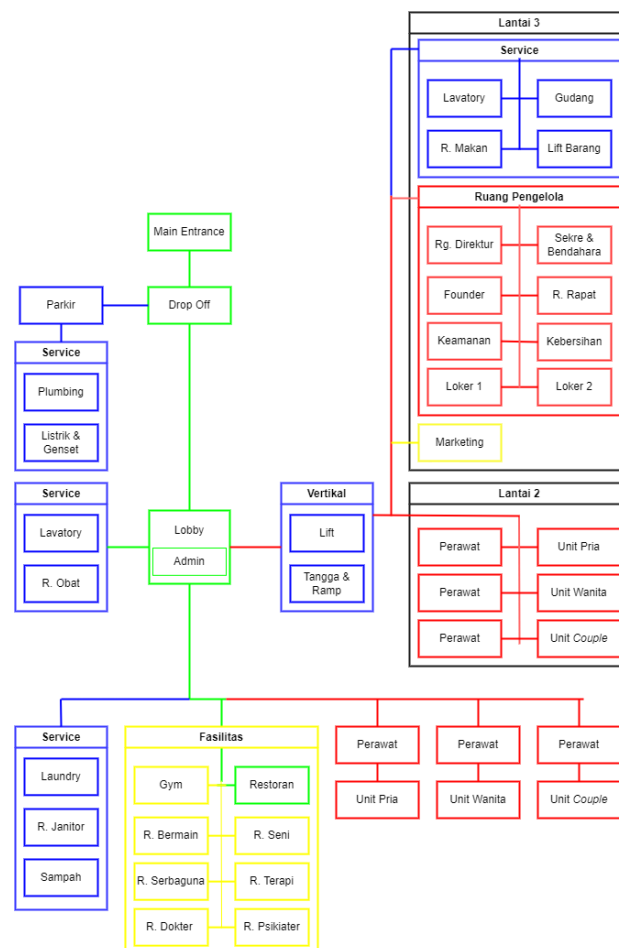 Lantai 3
Service
Lavatory
Gudang
R. Makan
Lift Barang
Ruang Pengelola
Rg. Direktur
Sekre &
Bendahara
Founder
R. Rapat
Keamanan
Kebersihan
Loker 1
Loker 2
Marketing
Main Entrance
Parkir
Drop Off
Service
Plumbing
Listrik &
Genset
Service
Lavatory
R. Obat
Lobby
Admin
Vertikal
Lift
Tangga &
Ramp
Lantai 2
Perawat
Unit Pria
Perawat
Unit Wanita
Perawat
Unit Couple
Service
Laundry
R. Janitor
Sampah
Fasilitas
Gym
Restoran
R. Bermain
R. Seni
R. Serbaguna
R. Terapi
R. Dokter
R. Psikiater
Perawat
Perawat
Perawat
Unit Pria
Unit Wanita
Unit Couple